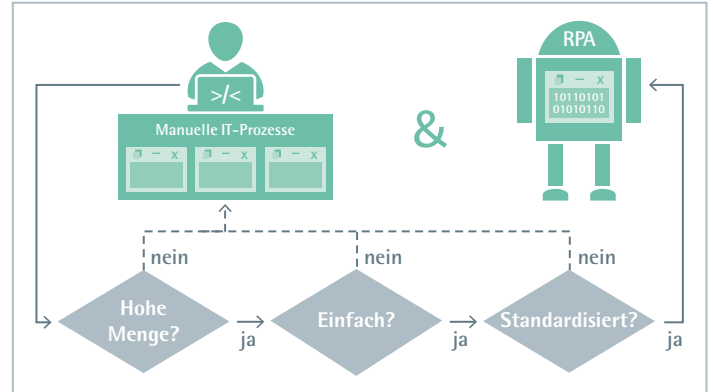 RPA
>/<
10110101
01010110
Manuelle IT-Prozesse
&
nein
nein
nein
Hohe
Menge?
Einfach?
Standardisiert?
ja
ja
ja